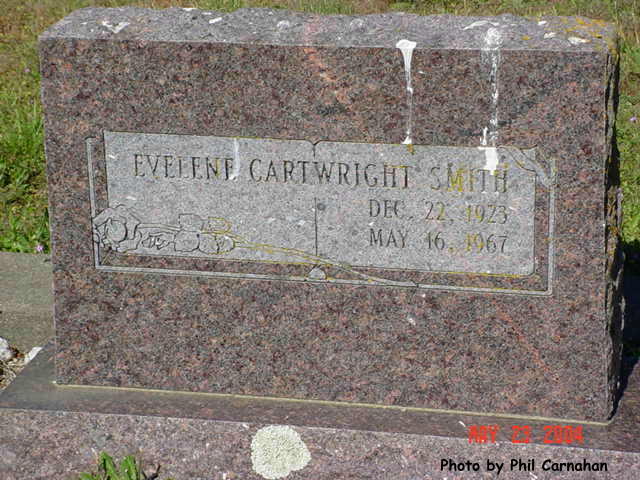 EVELENE CARTWRIGHT SMITH
DEC. 22, 1923
MAY 16, 1967
MAY 23 2004
Photo by Phil Carnahan